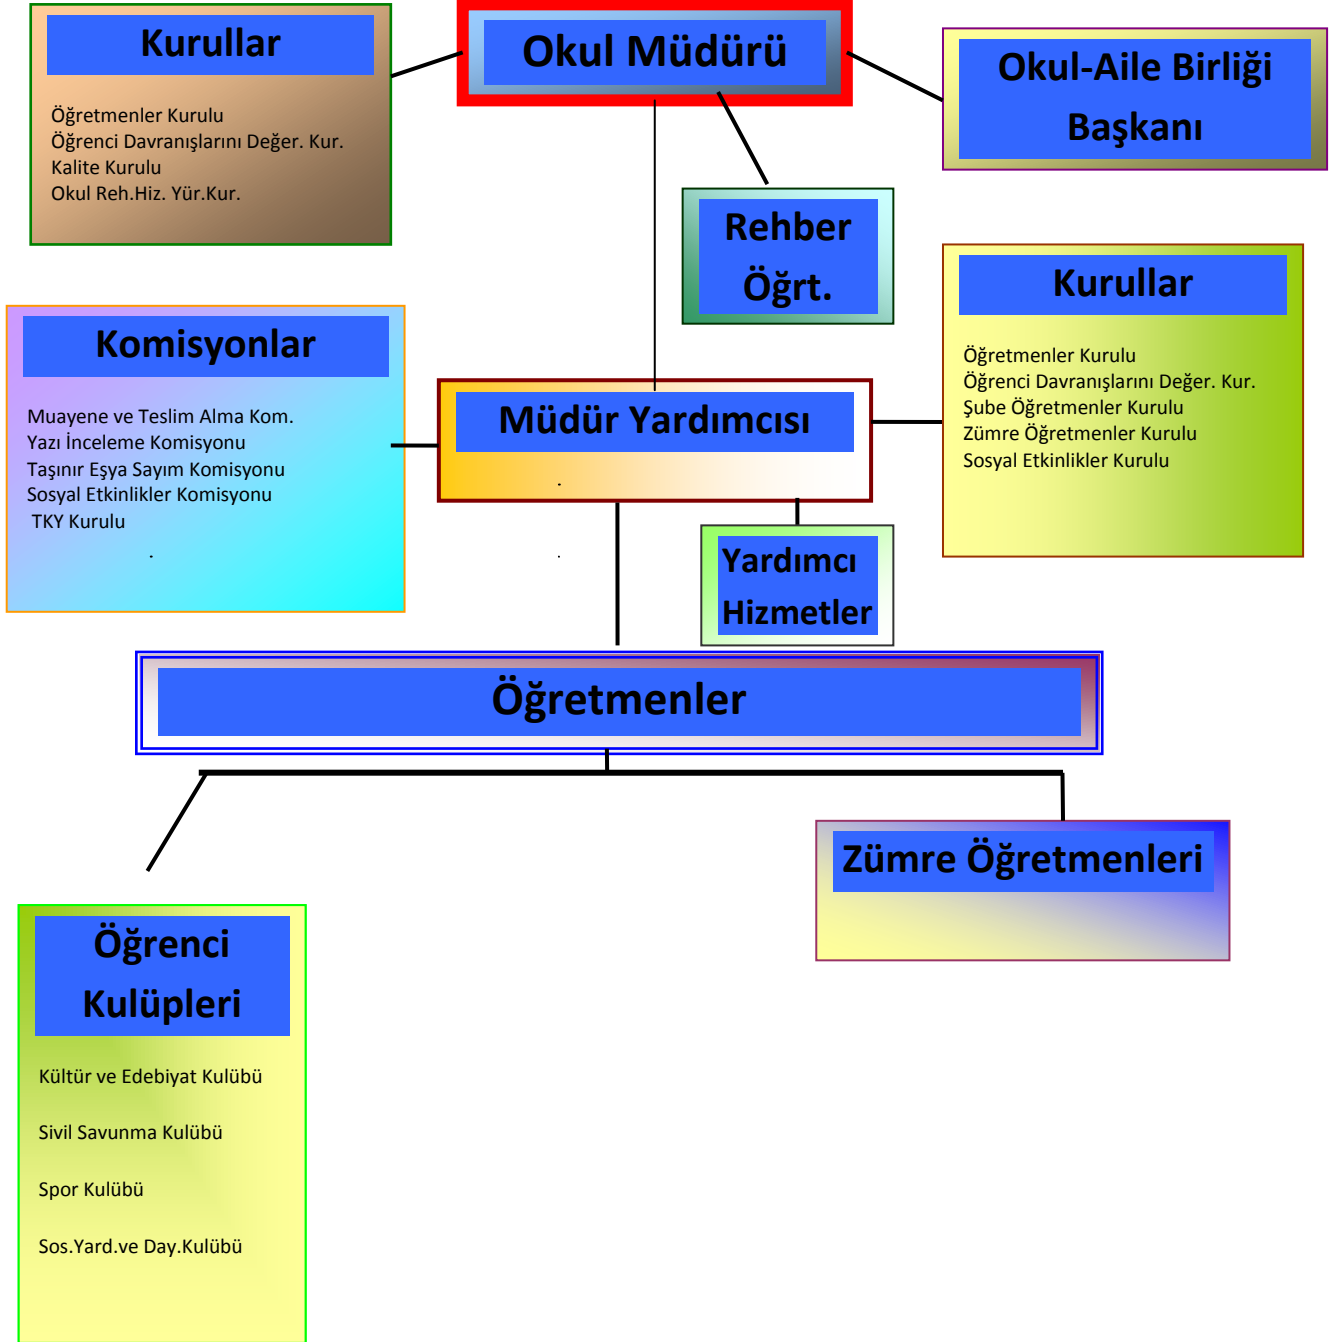 Kurullar
Öğretmenler Kurulu
Öğrenci Davranışlarını Değer. Kur.
Kalite Kurulu
Okul Reh.Hiz. Yür.Kur.
Okul Müdürü
Okul-Aile Birliği
Başkanı
Rehber
Öğrt.
Komisyonlar
Muayene ve Teslim Alma Kom.
Yazı İnceleme Komisyonu
Taşınır Eşya Sayım Komisyonu
Sosyal Etkinlikler Komisyonu
TKY Kurulu
.
Müdür Yardımcısı
.
.
Kurullar
Öğretmenler Kurulu
Öğrenci Davranışlarını Değer. Kur.
Şube Öğretmenler Kurulu
Zümre Öğretmenler Kurulu
Sosyal Etkinlikler Kurulu
Yardımcı
Hizmetler
Öğretmenler
Zümre Öğretmenleri
Öğrenci
Kulüpleri
Kültür ve Edebiyat Kulübü
Sivil Savunma Kulübü
Spor Kulübü
Sos.Yard.ve Day.Kulübü